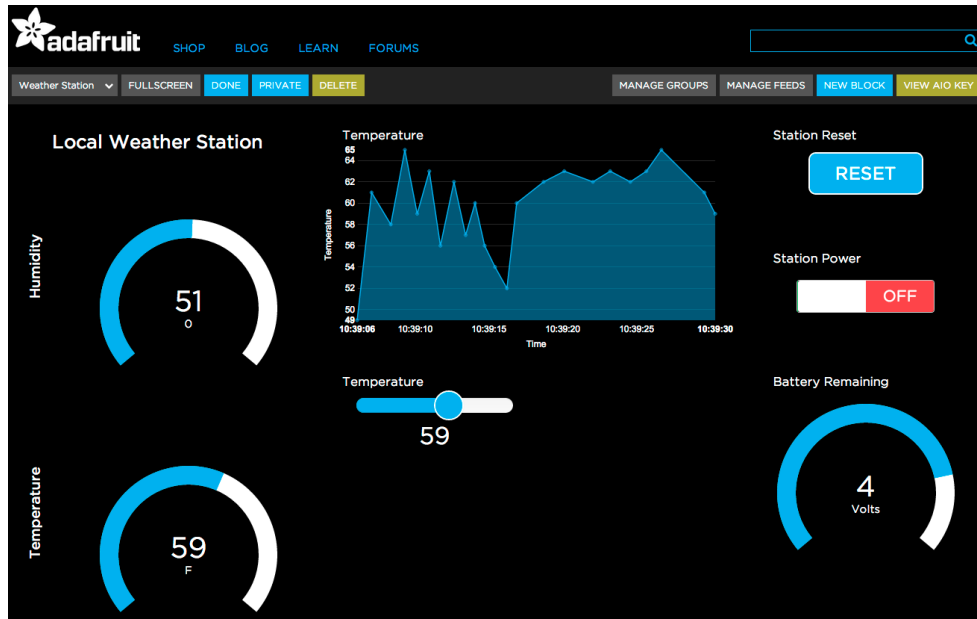 adafruit
SHOP BLOG LEARN FORUMS
Weather Station FULLSCREEN DONE PRIVATE DELETE MANAGE GROUPS MANAGE FEEDS NEW BLOCK VIEW AIO KEY
Local Weather Station
Humidity
51
O
Temperature
59
F
Temperature
65
64
62
60
58
56
54
52
50
49
Temperature
10:39:06 10:39:10 10:39:15 10:39:20 10:39:25 10:39:30
Time
Temperature
59
Station Reset
RESET
Station Power
OFF
Battery Remaining
4
Volts